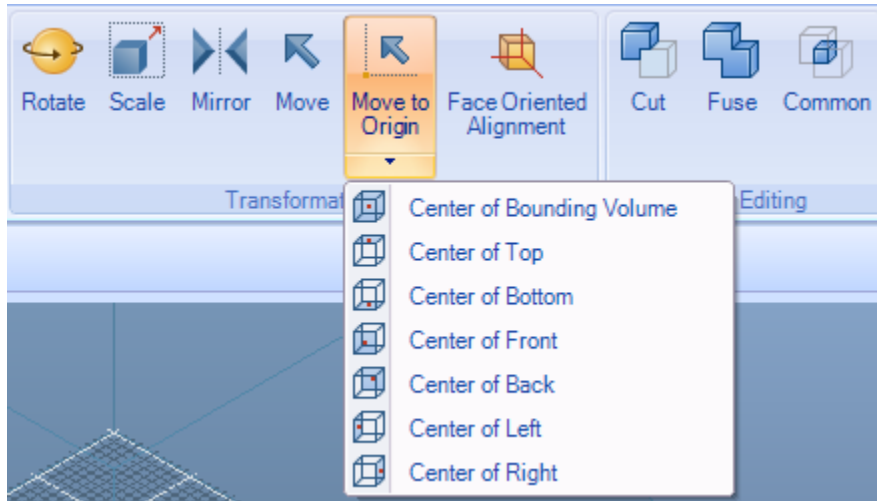 Rotate
Scale
Mirror
Move
Move to
Origin
Face Oriented
Alignment
Cut
Fuse
Common
Transformat
Editing
Center of Bounding Volume
Center of Top
Center of Bottom
Center of Front
Center of Back
Center of Left
Center of Right